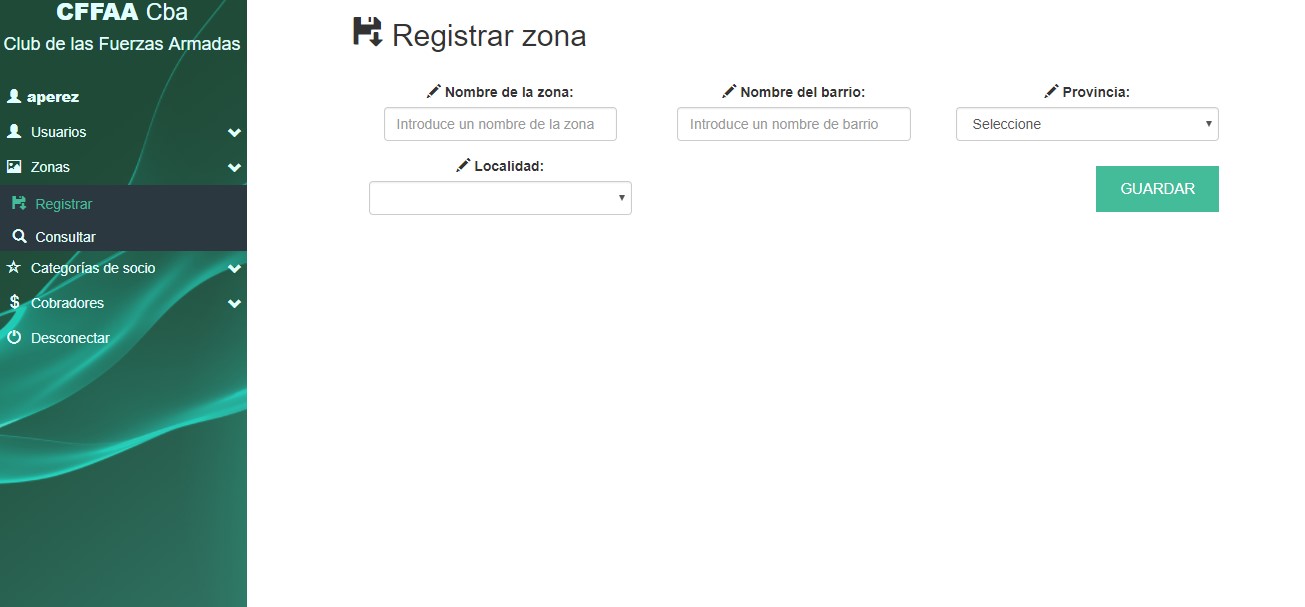 CFFAA Cba
Club de las Fuerzas Armadas
aperez
Usuarios
Zonas
Registrar
Consultar
Categorías de socio
$ Cobradores
Desconectar
Registrar zona
Nombre de la zona:
Introduce un nombre de la zona
Nombre del barrio:
Introduce un nombre de barrio
Provincia:
Seleccione
Localidad:
GUARDAR